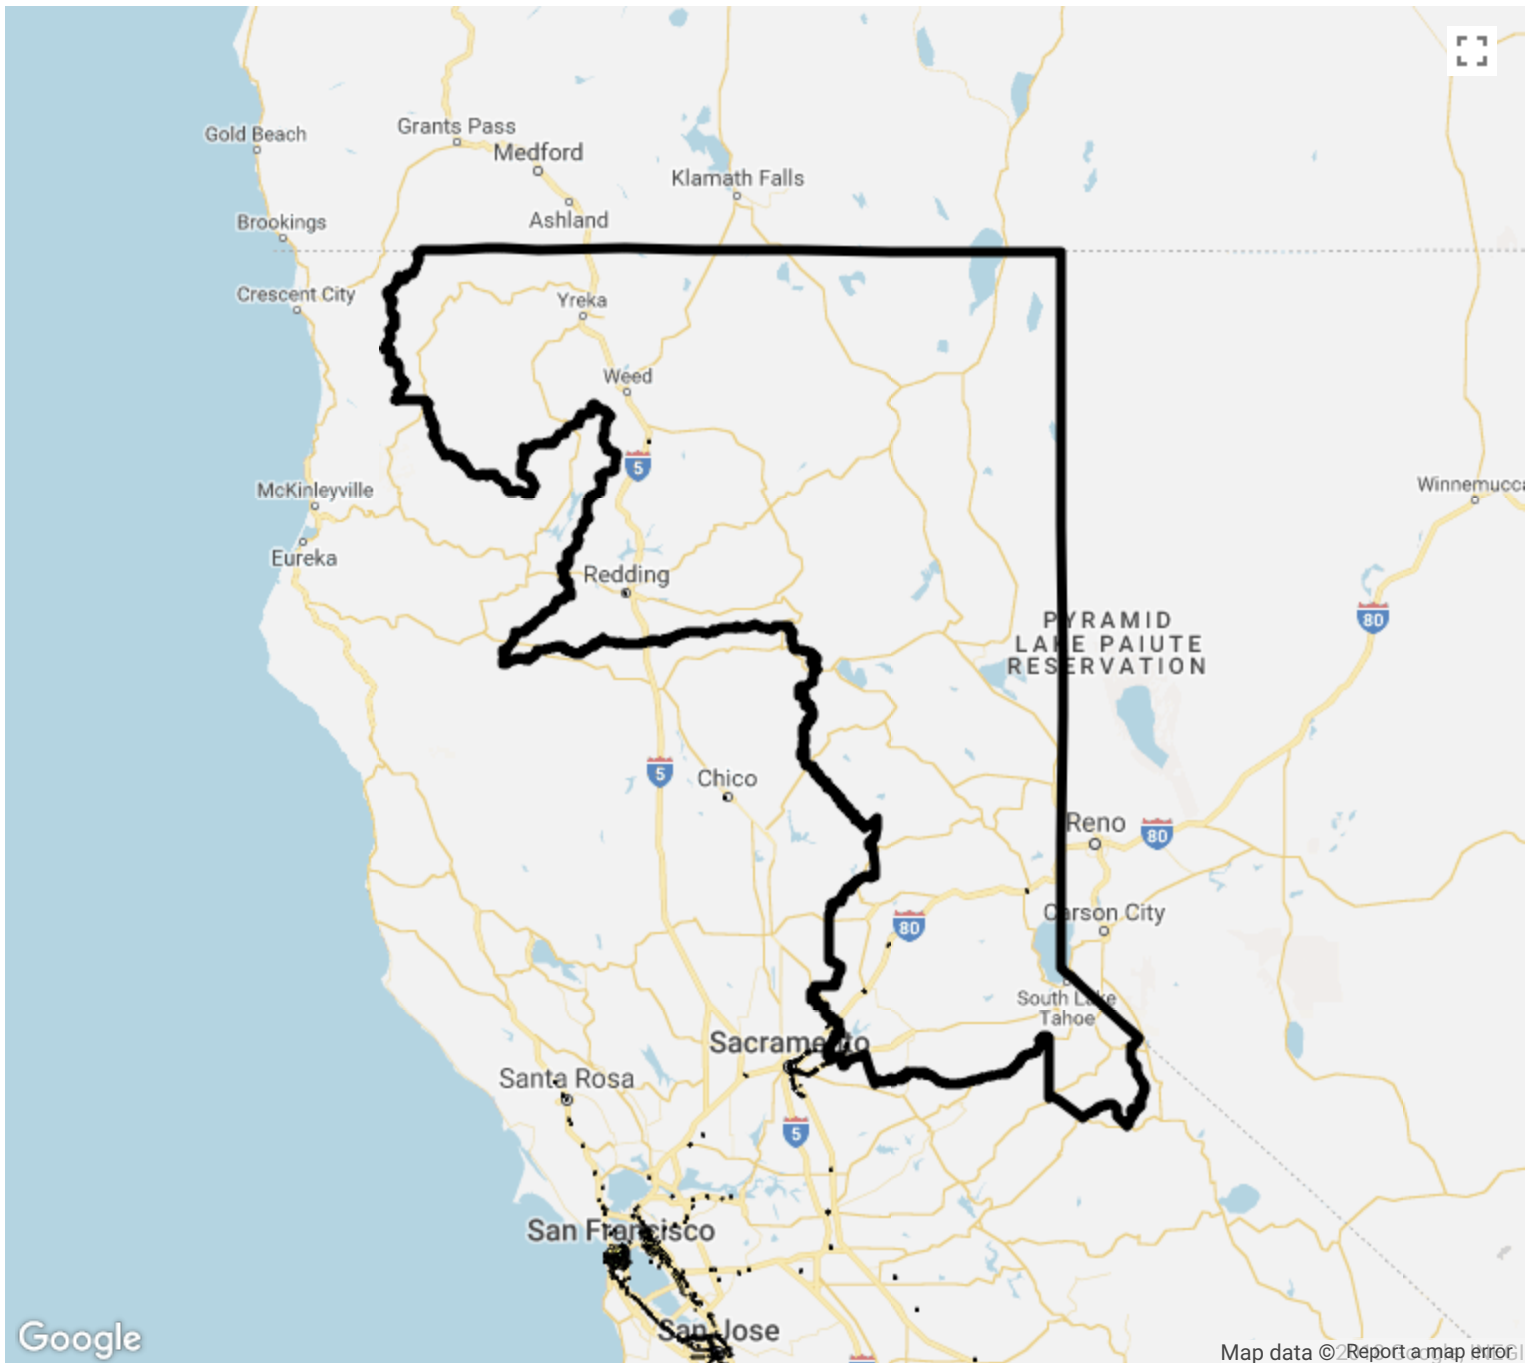 Gold Beach
Grants Pass
Medford
Klamath Falls
Ashland
Brookings
Crescent City
Yreka
Weed
5
McKinleyville
Winnemucca
Eureka
Redding
80
PYRAMID
LAKE PAIUTE
RESERVATION
5
Chico
Reno
80
Carson City
80
South Lake
Tahoe
Sacramento
Santa Rosa
5
San Francisco
San Jose
Google
Map data ©
Report a map error